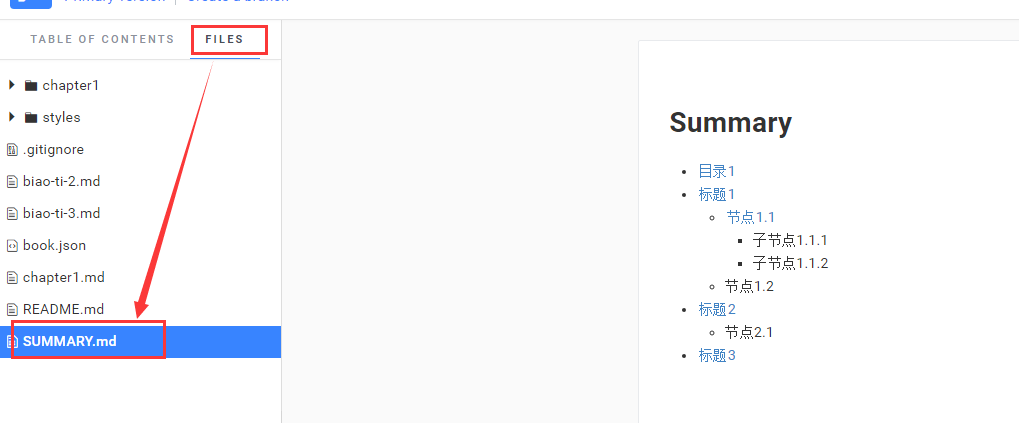 Primary version Create a branch
TABLE OF CONTENTS FILES
chapter1
styles
.gitignore
biao-ti-2.md
biao-ti-3.md
book.json
chapter1.md
README.md
SUMMARY.md
Summary
目录1
标题1
节点1.1
子节点1.1.1
子节点1.1.2
节点1.2
标题2
节点2.1
标题3